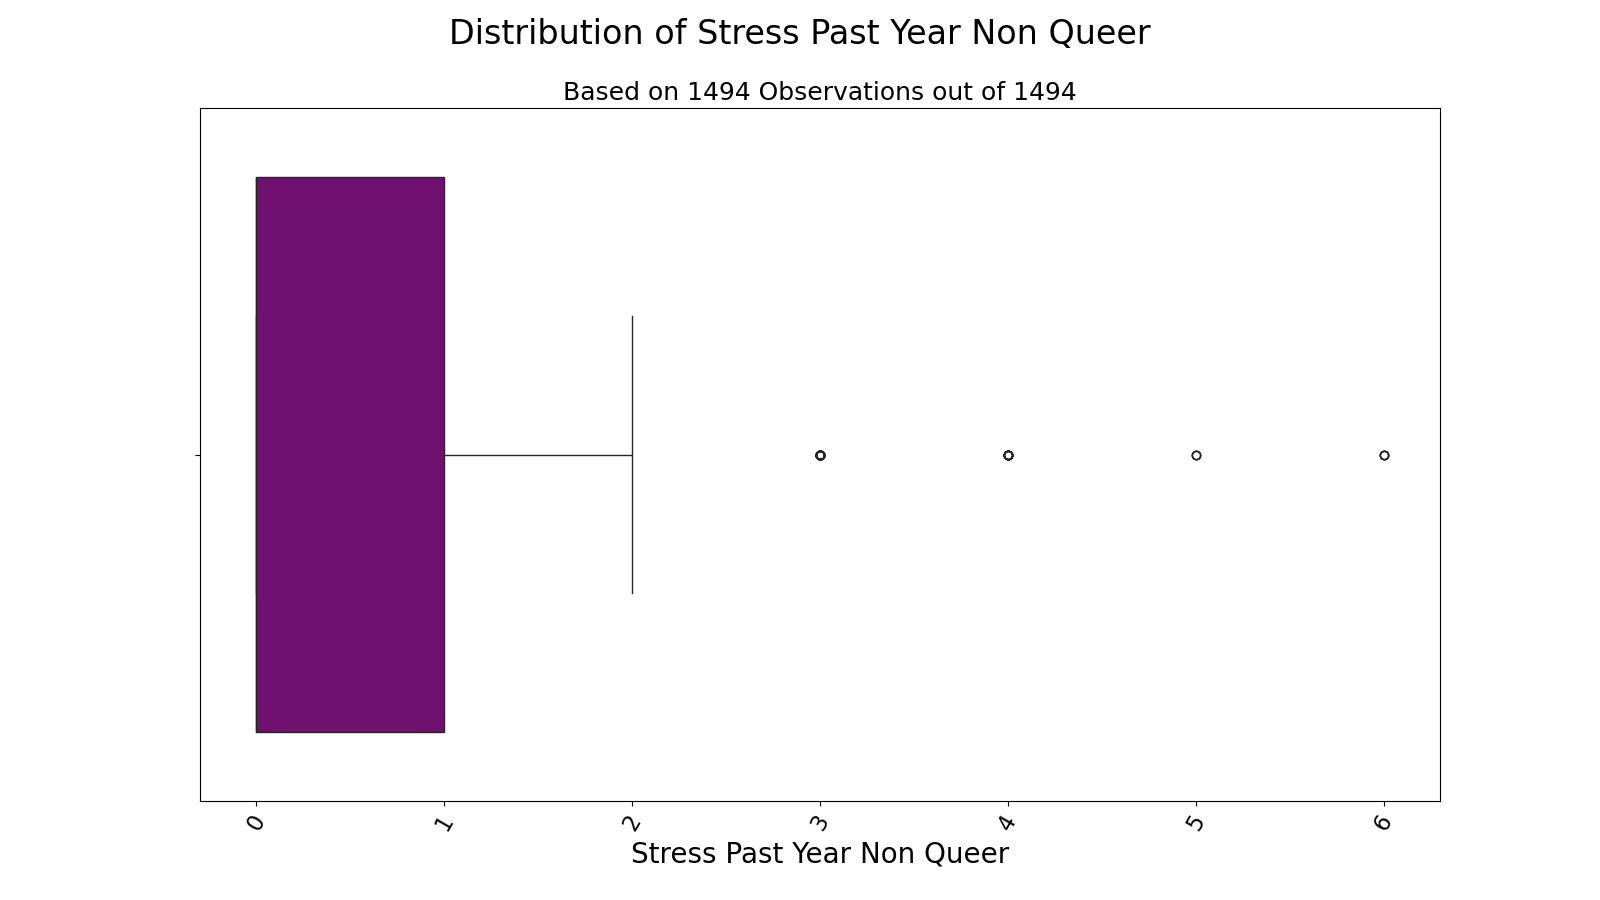 Distribution of Stress Past Year Non Queer
Based on 1494 Observations out of 1494
0 1 2 3 4 5 6
Stress Past Year Non Queer